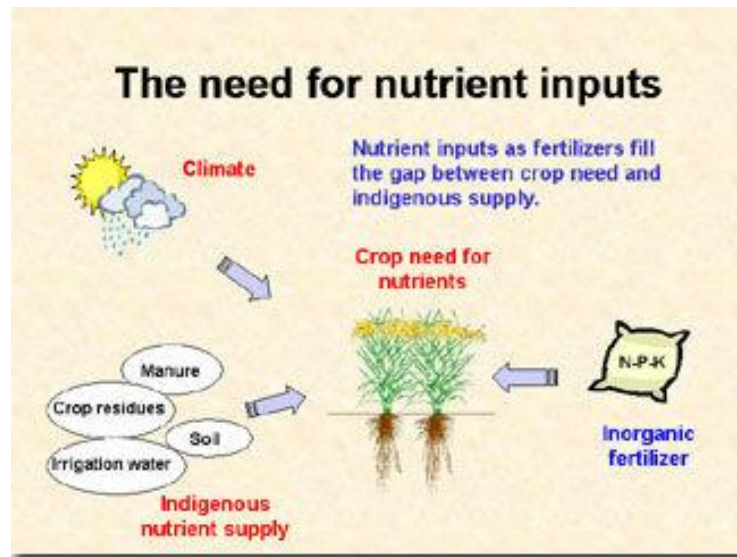 The need for nutrient inputs
Climate
Nutrient inputs as fertilizers fill
the gap between crop need and
indigenous supply.
Crop need for
nutrients
Manure
Crop residues
Soil
Irrigation water
Indigenous
nutrient supply
N-P-K
Inorganic
fertilizer